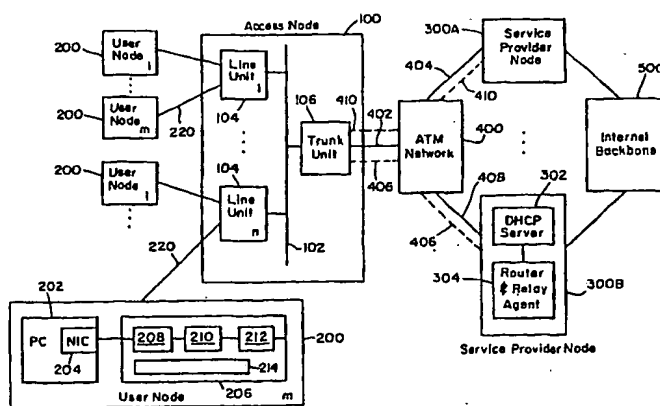 Access Node
100
200
User Node 1
Line Unit 1
104
User Node m
200
220
200
User Node 1
104
Line Unit n
106
Trunk Unit
410
402
406
102
300A
Service Provider Node
404
410
ATM Network
400
500
Internal Backbone
408
406
302
DHCP Server
304
Router & Relay Agent
300B
Service Provider Node
220
202
PC
NIC
204
208
210
212
214
206
200
User Node m